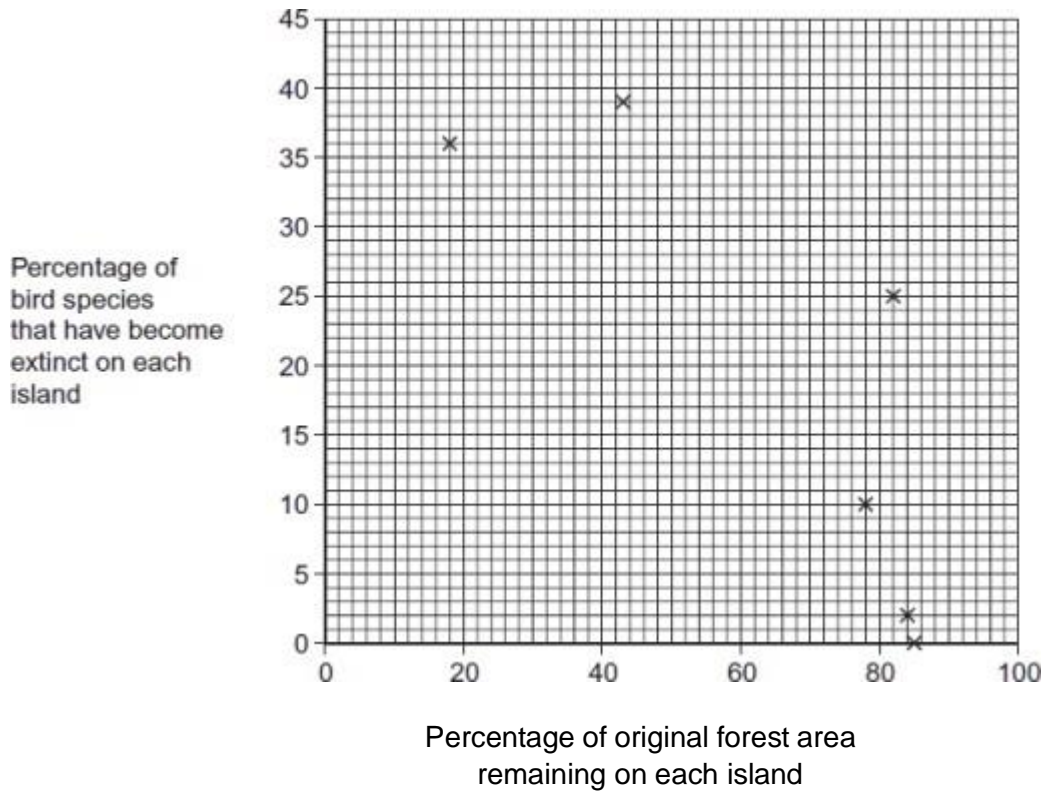 45
40
35
30
25
20
15
10
5
0
Percentage of
bird species
that have become
extinct on each
island
0 20 40 60 80 100
Percentage of original forest area
remaining on each island